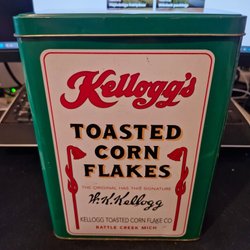 Kellogg's
TOASTED
CORN
FLAKES
THE ORIGINAL HAS THIS SIGNATURE
W.K.Kellogg
KELLOGG TOASTED CORN FLAKE CO.
BATTLE CREEK MICH